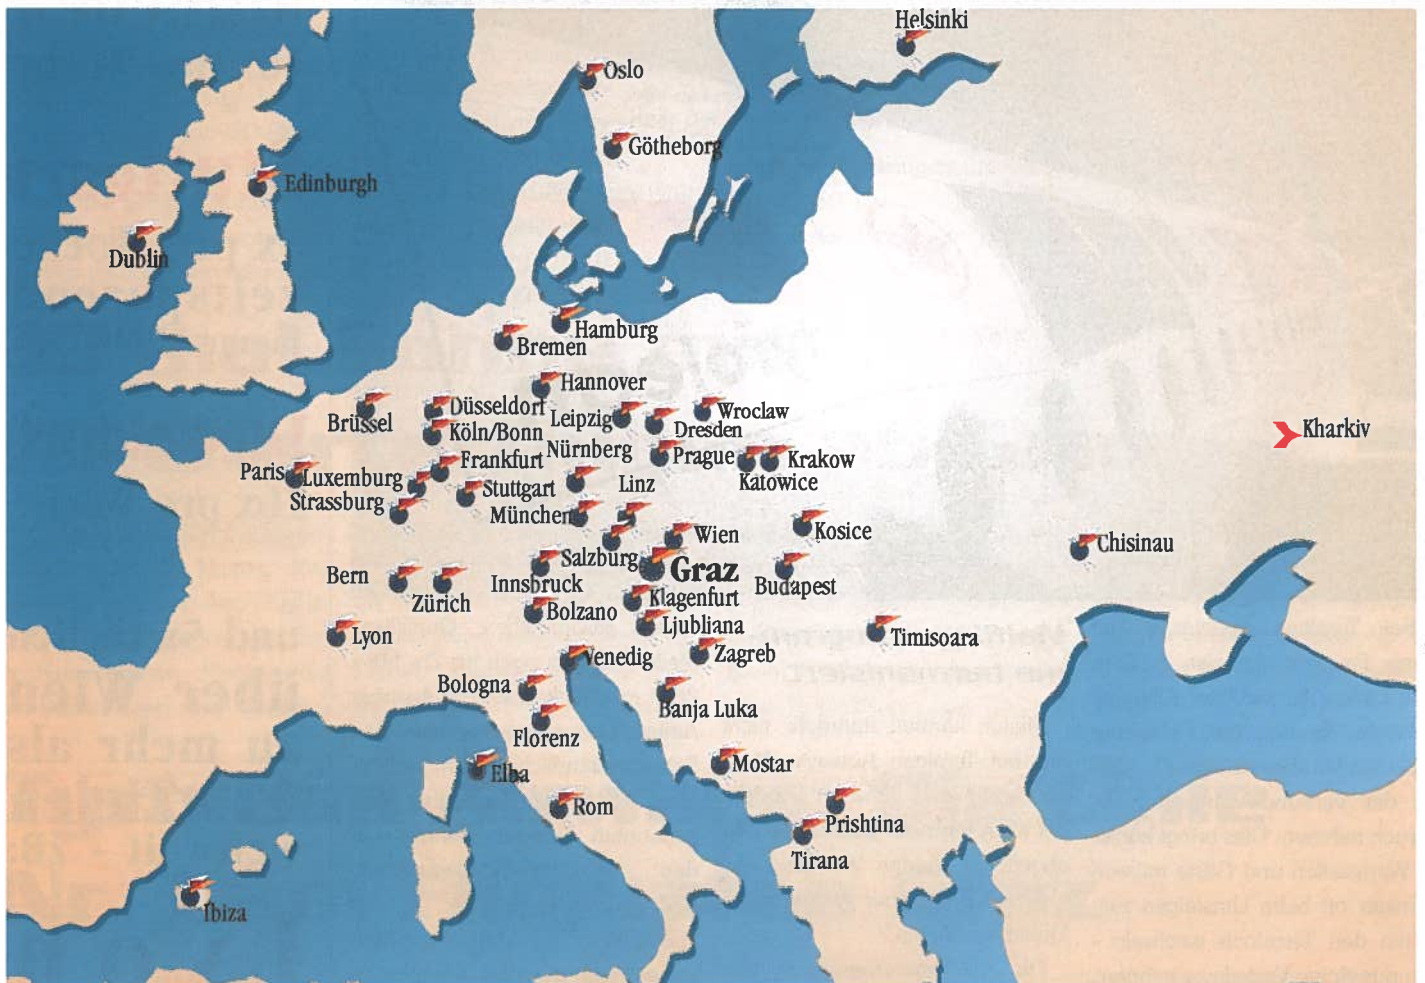 Helsinki
Oslo
Götheborg
Edinburgh
Dublin
Hamburg
Bremen
Hannover
Düsseldorf
Brüssel
Leipzig
Wroclaw
Dresden
Köln/Bonn
Kharkiv
Nürnberg
Prague
Krakow
Frankfurt
Paris
Luxemburg
Katowice
Linz
Stuttgart
Strassburg
München
Kosice
Wien
Chisinau
Salzburg
Graz
Bern
Innsbruck
Budapest
Zürich
Klagenfurt
Bolzano
Ljubliana
Lyon
Timisoara
Venedig
Zagreb
Bologna
Banja Luka
Florenz
Mostar
Elba
Rom
Prishtina
Tirana
Ibiza